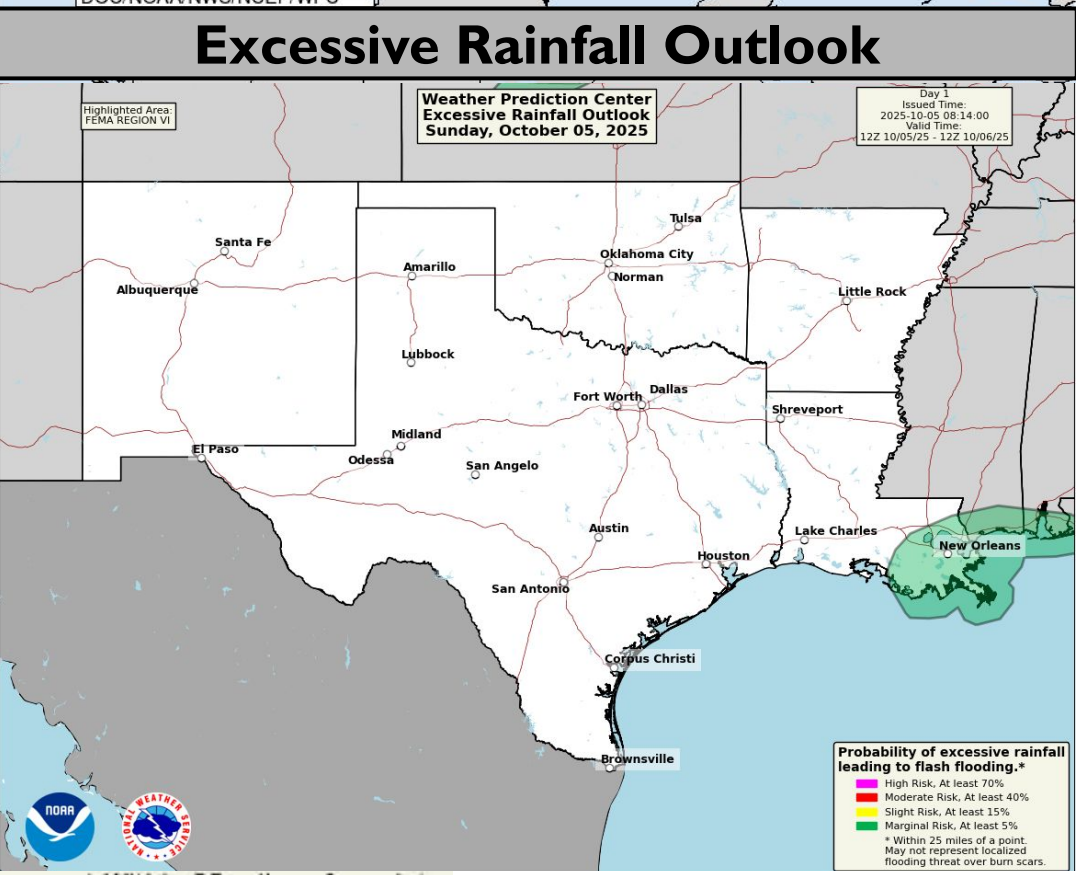 DOC/NOAA/NWS/NCEP/WPC
Excessive Rainfall Outlook
Highlighted Area:
FEMA REGION VI
Weather Prediction Center
Excessive Rainfall Outlook
Sunday, October 05, 2025
Day 1
Issued Time:
2025-10-05 08:14:00
Valid Time:
12Z 10/05/25 - 12Z 10/06/25
Tulsa
Santa Fe
Oklahoma City
Amarillo
Norman
Albuquerque
Little Rock
Lubbock
Dallas
Fort Worth
Shreveport
Midland
El Paso
Odessa
San Angelo
Austin
Lake Charles
New Orleans
Houston
San Antonio
Corpus Christi
Brownsville
Probability of excessive rainfall
leading to flash flooding.*
High Risk, At least 70%
Moderate Risk, At least 40%
Slight Risk, At least 15%
Marginal Risk, At least 5%
* Within 25 miles of a point.
May not represent localized
flooding threat over burn scars.
NOAA
NATIONAL WEATHER SERVICE